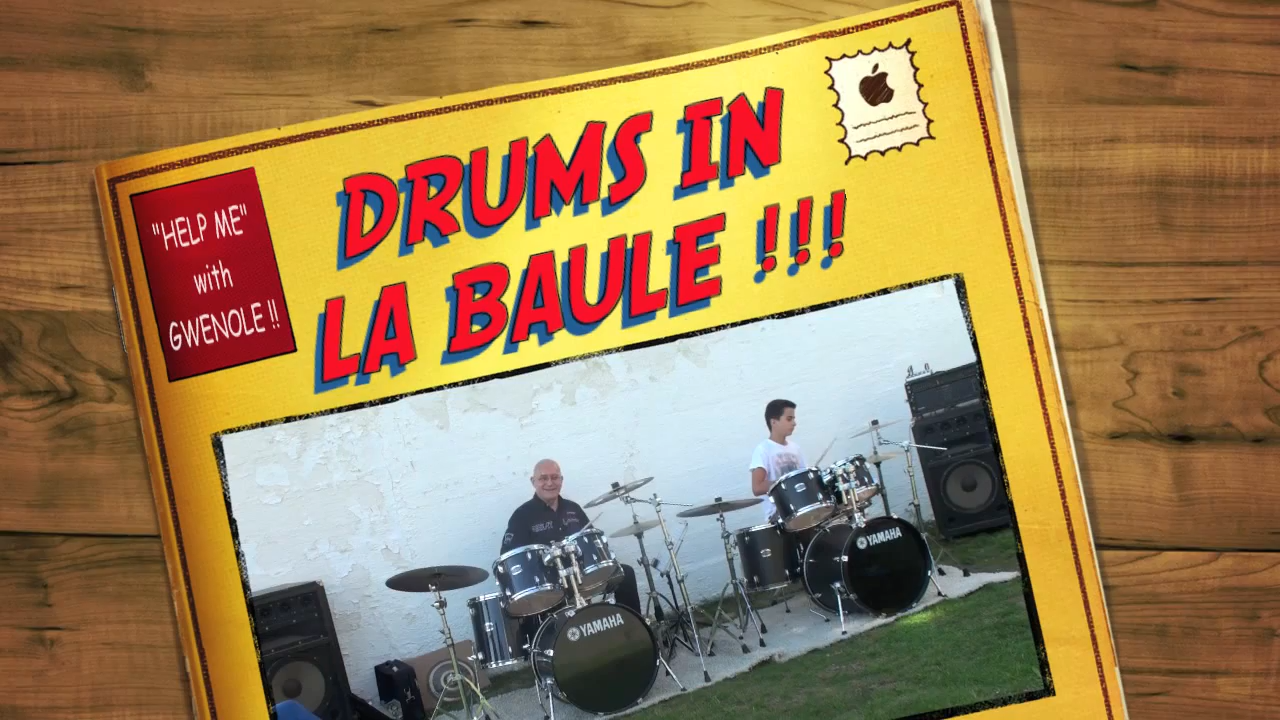 DRUMS IN
LA BAULE !!!
"HELP ME"
with
GWENOLE !!
YAMAHA
YAMAHA